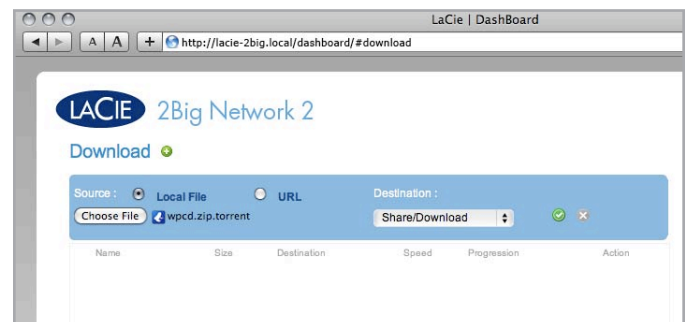 LaCie | DashBoard
A A + http://lacie-2big.local/dashboard/#download
LACIE 2Big Network 2
Download
Source : Local File URL Destination :
Choose File wpcd.zip.torrent Share/Download
Name Size Destination Speed Progression Action